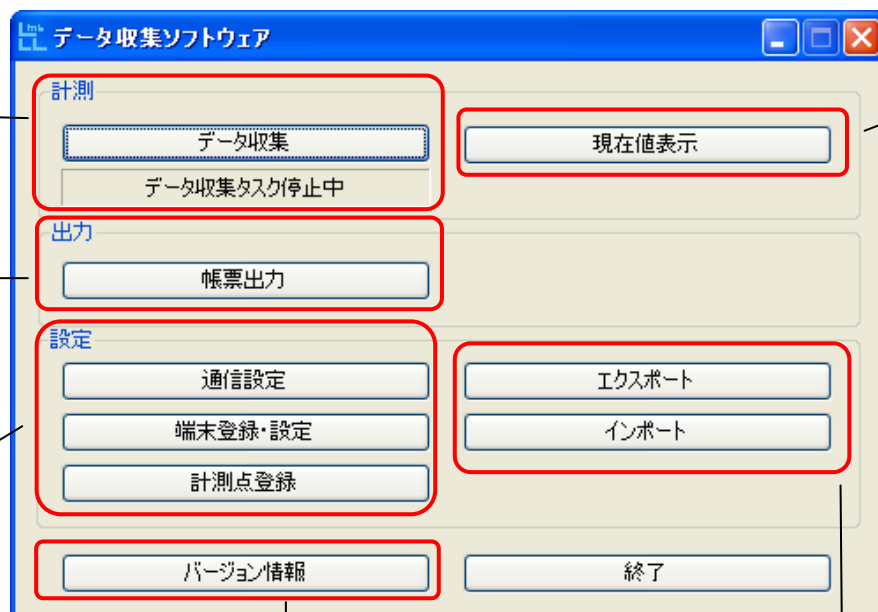 データ収集ソフトウェア
計測
データ収集
現在値表示
データ収集タスク停止中
出力
帳票出力
設定
通信設定
エクスポート
端末登録・設定
インポート
計測点登録
バージョン情報
終了